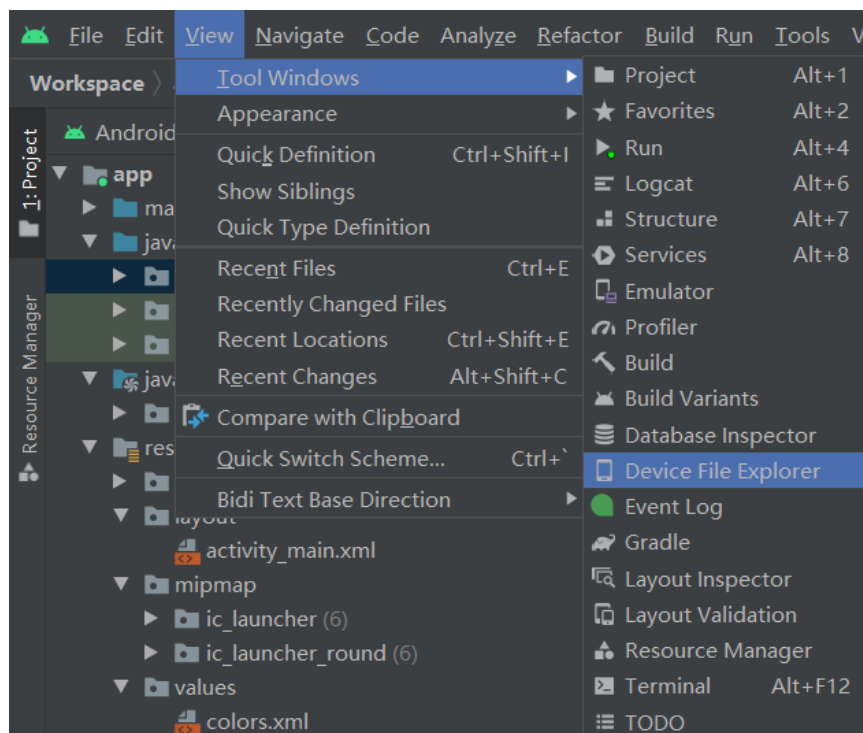 File Edit View Navigate Code Analyze Refactor Build Run Tools
Workspace
1: Project
Resource Manager
Android
app
java
java
res
layout
activity_main.xml
mipmap
ic_launcher (6)
ic_launcher_round (6)
values
colors.xml
Tool Windows
Appearance
Quick Definition Ctrl+Shift+I
Show Siblings
Quick Type Definition
Recent Files Ctrl+E
Recently Changed Files
Recent Locations Ctrl+Shift+E
Recent Changes Alt+Shift+C
Compare with Clipboard
Quick Switch Scheme... Ctrl+`
Bidi Text Base Direction
Project Alt+1
Favorites Alt+2
Run Alt+4
Logcat Alt+6
Structure Alt+7
Services Alt+8
Emulator
Profiler
Build
Build Variants
Database Inspector
Device File Explorer
Event Log
Gradle
Layout Inspector
Layout Validation
Resource Manager
Terminal Alt+F12
TODO